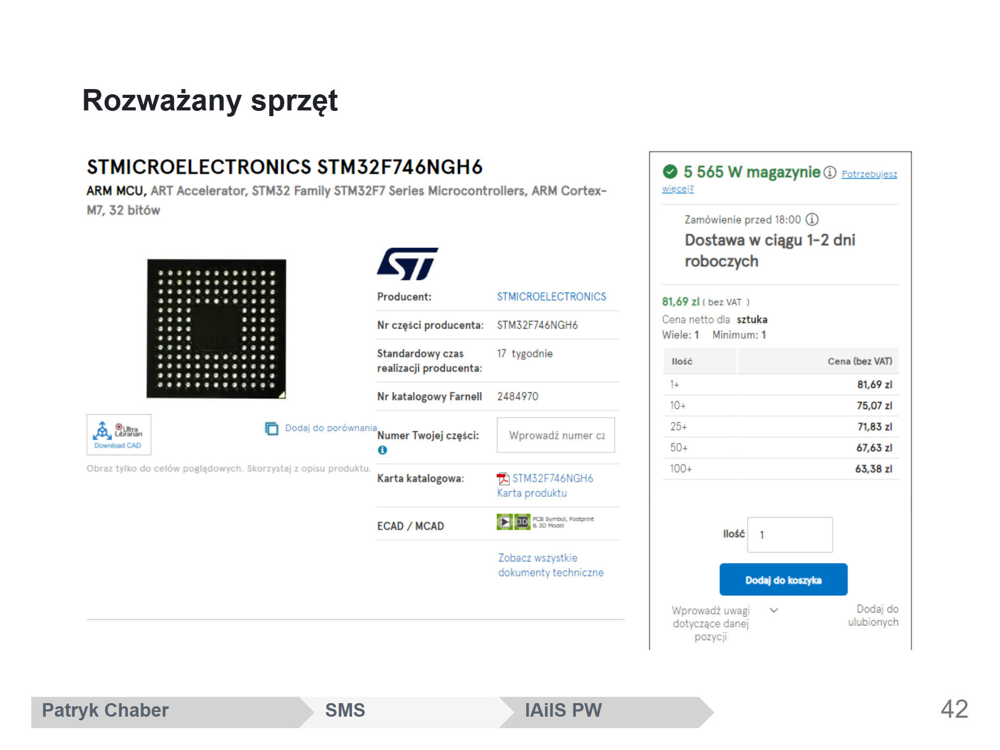 Rozważany sprzęt
STMICROELECTRONICS STM32F746NGH6
ARM MCU, ART Accelerator, STM32 Family STM32F7 Series Microcontrollers, ARM Cortex-
M7, 32 bitów
ST
Producent: STMICROELECTRONICS
Nr części producenta: STM32F746NGH6
Standardowy czas 17 tygodnie
realizacji producenta:
Nr katalogowy Farnell 2484970
Ultra
Librarian
Download CAD
Dodaj do porównania
Numer Twojej części: Wprowadź numer cz
Obraz tylko do celów poglądowych. Skorzystaj z opisu produktu.
Karta katalogowa: STM32F746NGH6
Karta produktu
ECAD / MCAD 3D PCB Symbol, Footprint
& 3D Model
Zobacz wszystkie
dokumenty techniczne
5 565 W magazynie Potrzebujesz
więcej?
Zamówienie przed 18:00
Dostawa w ciągu 1-2 dni
roboczych
81,69 zl ( bez VAT )
Cena netto dla sztuka
Wiele: 1 Minimum: 1
Ilość Cena (bez VAT)
1+ 81,69 zl
10+ 75,07 zl
25+ 71,83 zl
50+ 67,63 zl
100+ 63,38 zl
Ilość 1
Dodaj do koszyka
Wprowadź uwagi
dotyczące danej
pozycji
Dodaj do
ulubionych
Patryk Chaber SMS IAiIS PW 42